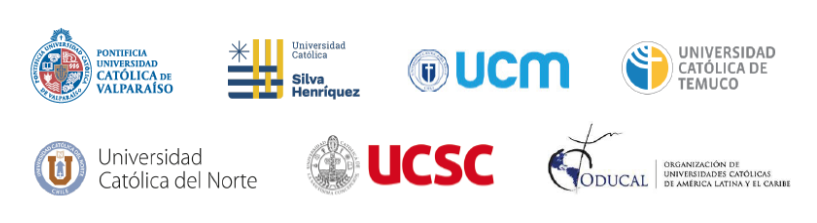 PONTIFICIA
UNIVERSIDAD
CATÓLICA DE
VALPARAÍSO
Universidad
Católica
Silva
Henríquez
ucm
UNIVERSIDAD
CATÓLICA DE
TEMUCO
Universidad
Católica del Norte
UCSC
ODUCAL
ORGANIZACIÓN DE
UNIVERSIDADES CATÓLICAS
DE AMÉRICA LATINA Y EL CARIBE